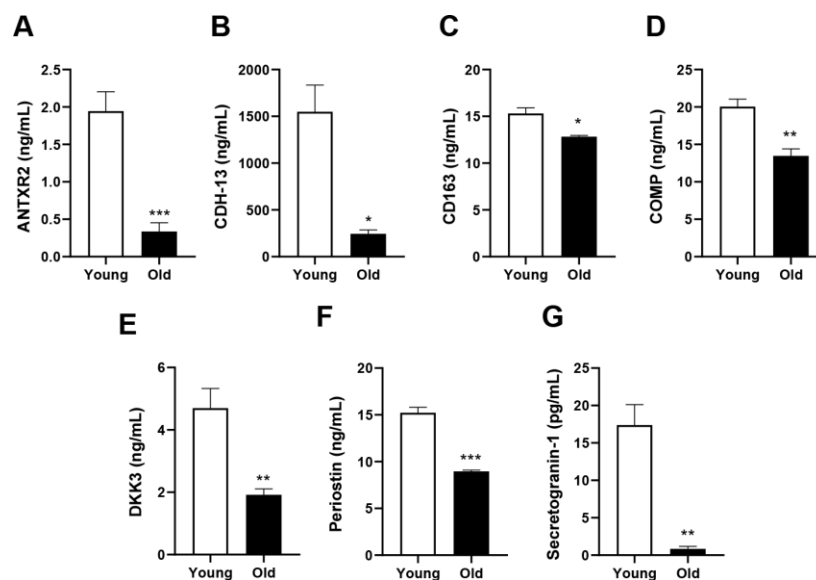 A
ANTXR2 (ng/mL)
2.5
2.0
1.5
1.0
0.5
0.0
***
Young Old
B
CDH-13 (ng/mL)
2000
1500
1000
500
0
*
Young Old
C
CD163 (ng/mL)
20
15
10
5
0
*
Young Old
D
COMP (ng/mL)
25
20
15
10
5
0
**
Young Old
E
DKK3 (ng/mL)
6
4
2
0
**
Young Old
F
Periostin (ng/mL)
20
15
10
5
0
***
Young Old
G
Secretogranin-1 (pg/mL)
25
20
15
10
5
0
**
Young Old